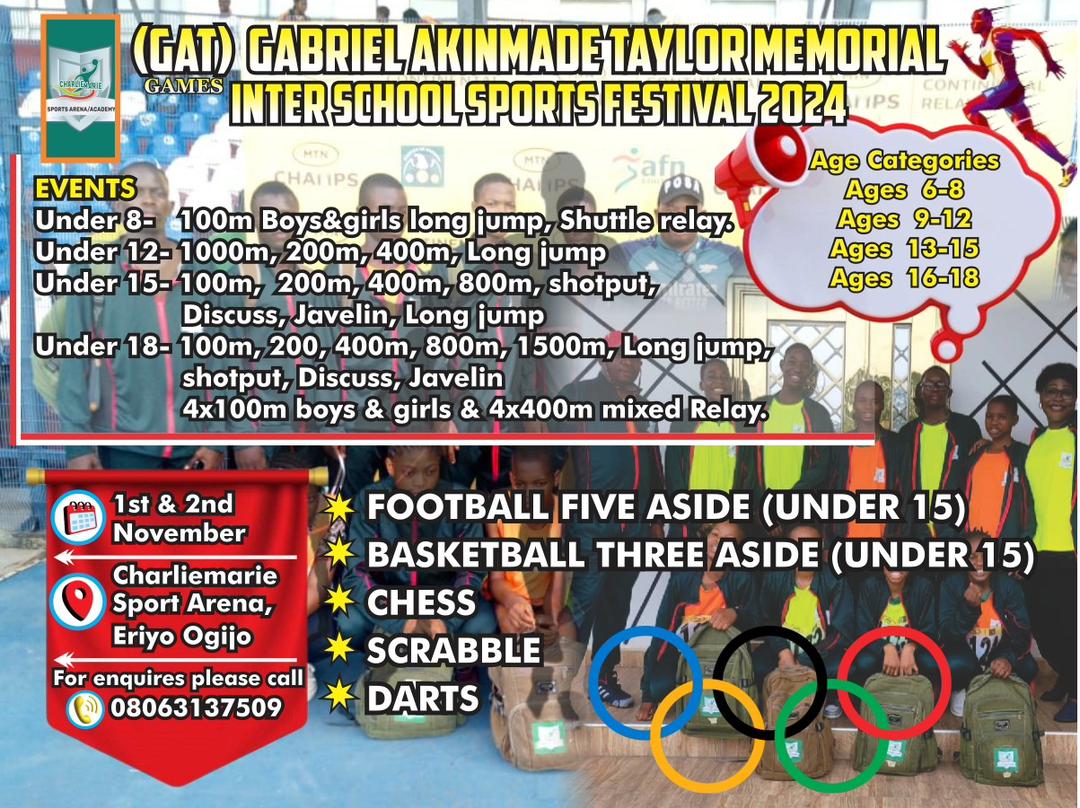 (GAT) GABRIEL AKINMADE TAYLOR MEMORIAL
GAMES
INTER SCHOOL SPORTS FESTIVAL 2024
CHARLIEMARIE
SPORTS ARENA/ACADEMY
Age Categories
Ages 6-8
Ages 9-12
Ages 13-15
Ages 16-18
EVENTS
Under 8- 100m Boys&girls long jump, Shuttle relay.
Under 12- 1000m, 200m, 400m, Long jump
Under 15- 100m, 200m, 400m, 800m, shotput,
Discuss, Javelin, Long jump
Under 18- 100m, 200, 400m, 800m, 1500m, Long jump,
shotput, Discuss, Javelin
4x100m boys & girls & 4x400m mixed Relay.
MTN
CHAMPS
MTN
CHAMPS
afn
1st & 2nd
November
Charliemarie
Sport Arena,
Eriyo Ogijo
For enquires please call
08063137509
FOOTBALL FIVE ASIDE (UNDER 15)
BASKETBALL THREE ASIDE (UNDER 15)
CHESS
SCRABBLE
DARTS